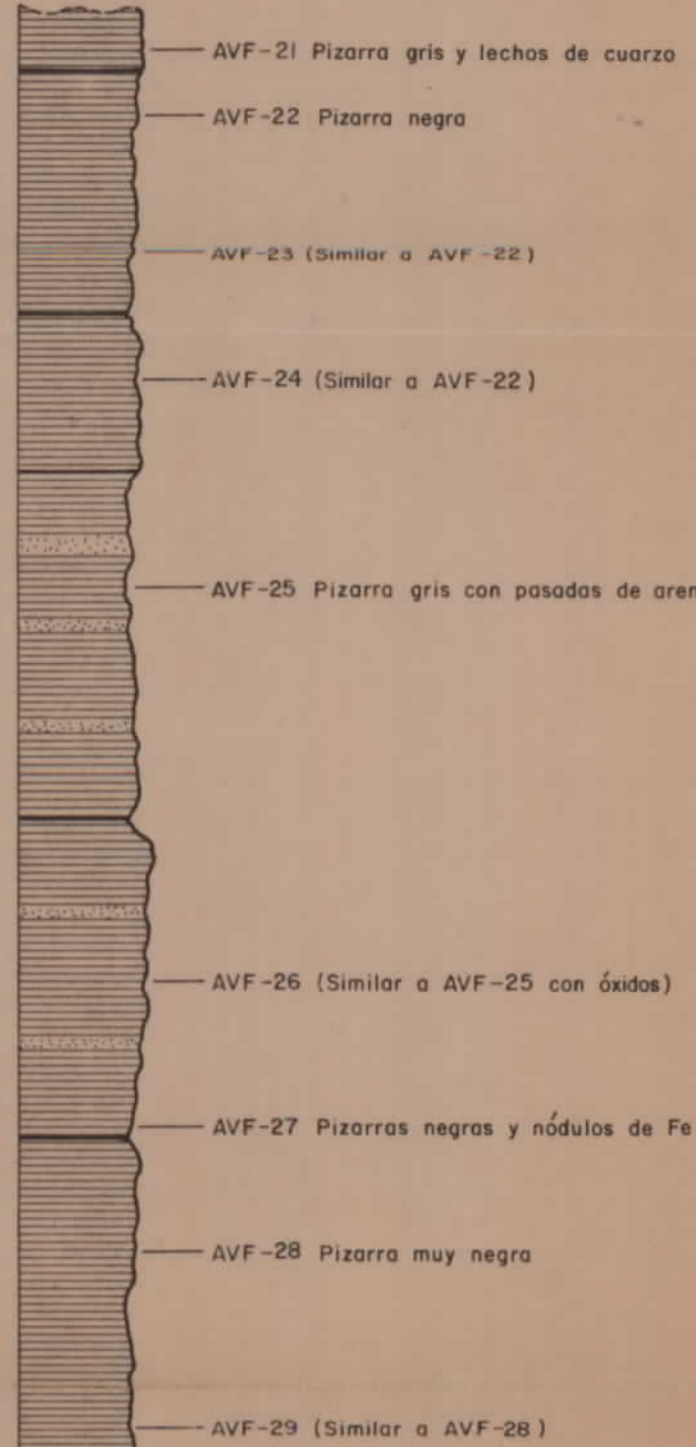 AVF-21 Pizarra gris y lechos de cuarzo
AVF-22 Pizarra negra
AVF-23 (Similar a AVF-22)
AVF-24 (Similar a AVF-22)
AVF-25 Pizarra gris con pasadas de
AVF-26 (Similar a AVF-25 con óxidos)
AVF-27 Pizarras negras y nódulos de Fe
AVF-28 Pizarra muy negra
AVF-29 (Similar a AVF-28)